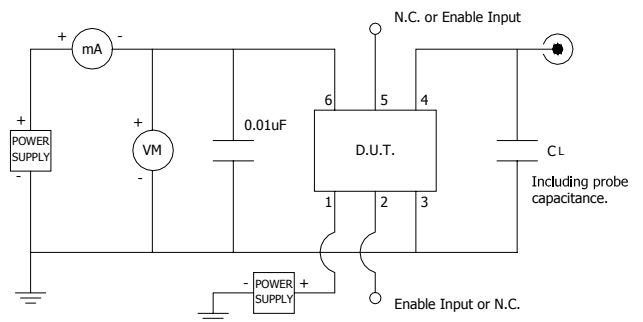 N.C. or Enable Input
+ mA -
6 5 4
+
POWER
SUPPLY
-
+
VM
-
0.01uF
D.U.T.
CL
Including probe
capacitance.
1 2 3
- POWER
SUPPLY +
Enable Input or N.C.